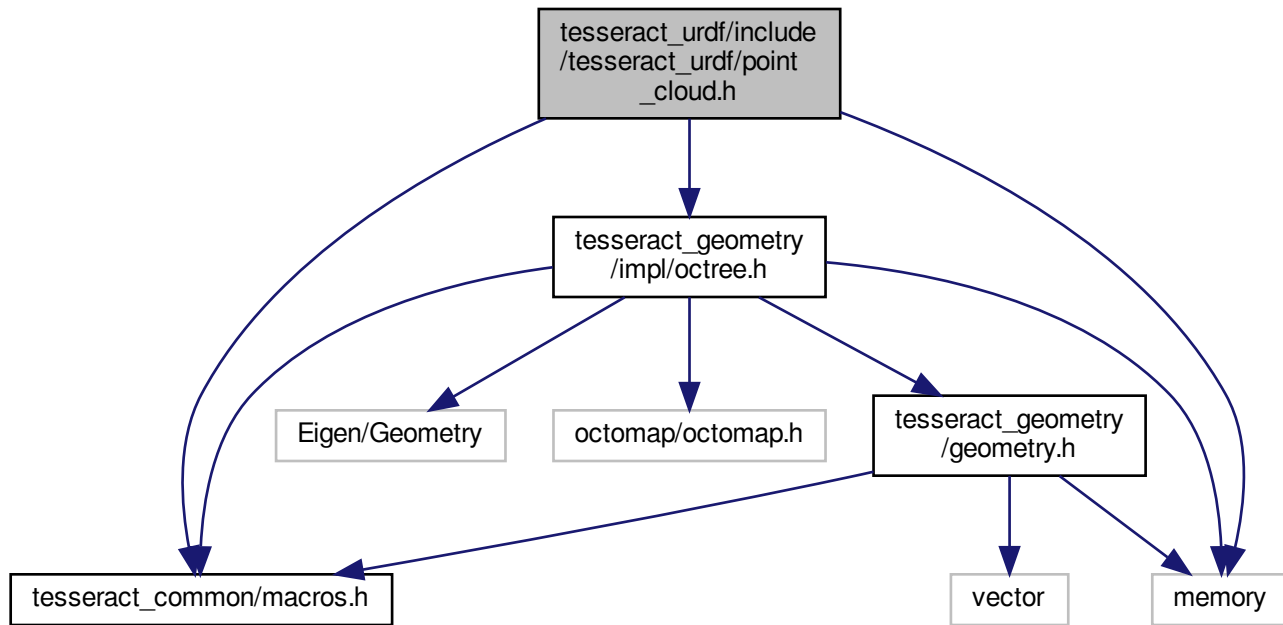 tesseract_urdf/include
/tesseract_urdf/point
_cloud.h
tesseract_geometry
/impl/octree.h
Eigen/Geometry
octomap/octomap.h
tesseract_geometry
/geometry.h
tesseract_common/macros.h
vector
memory